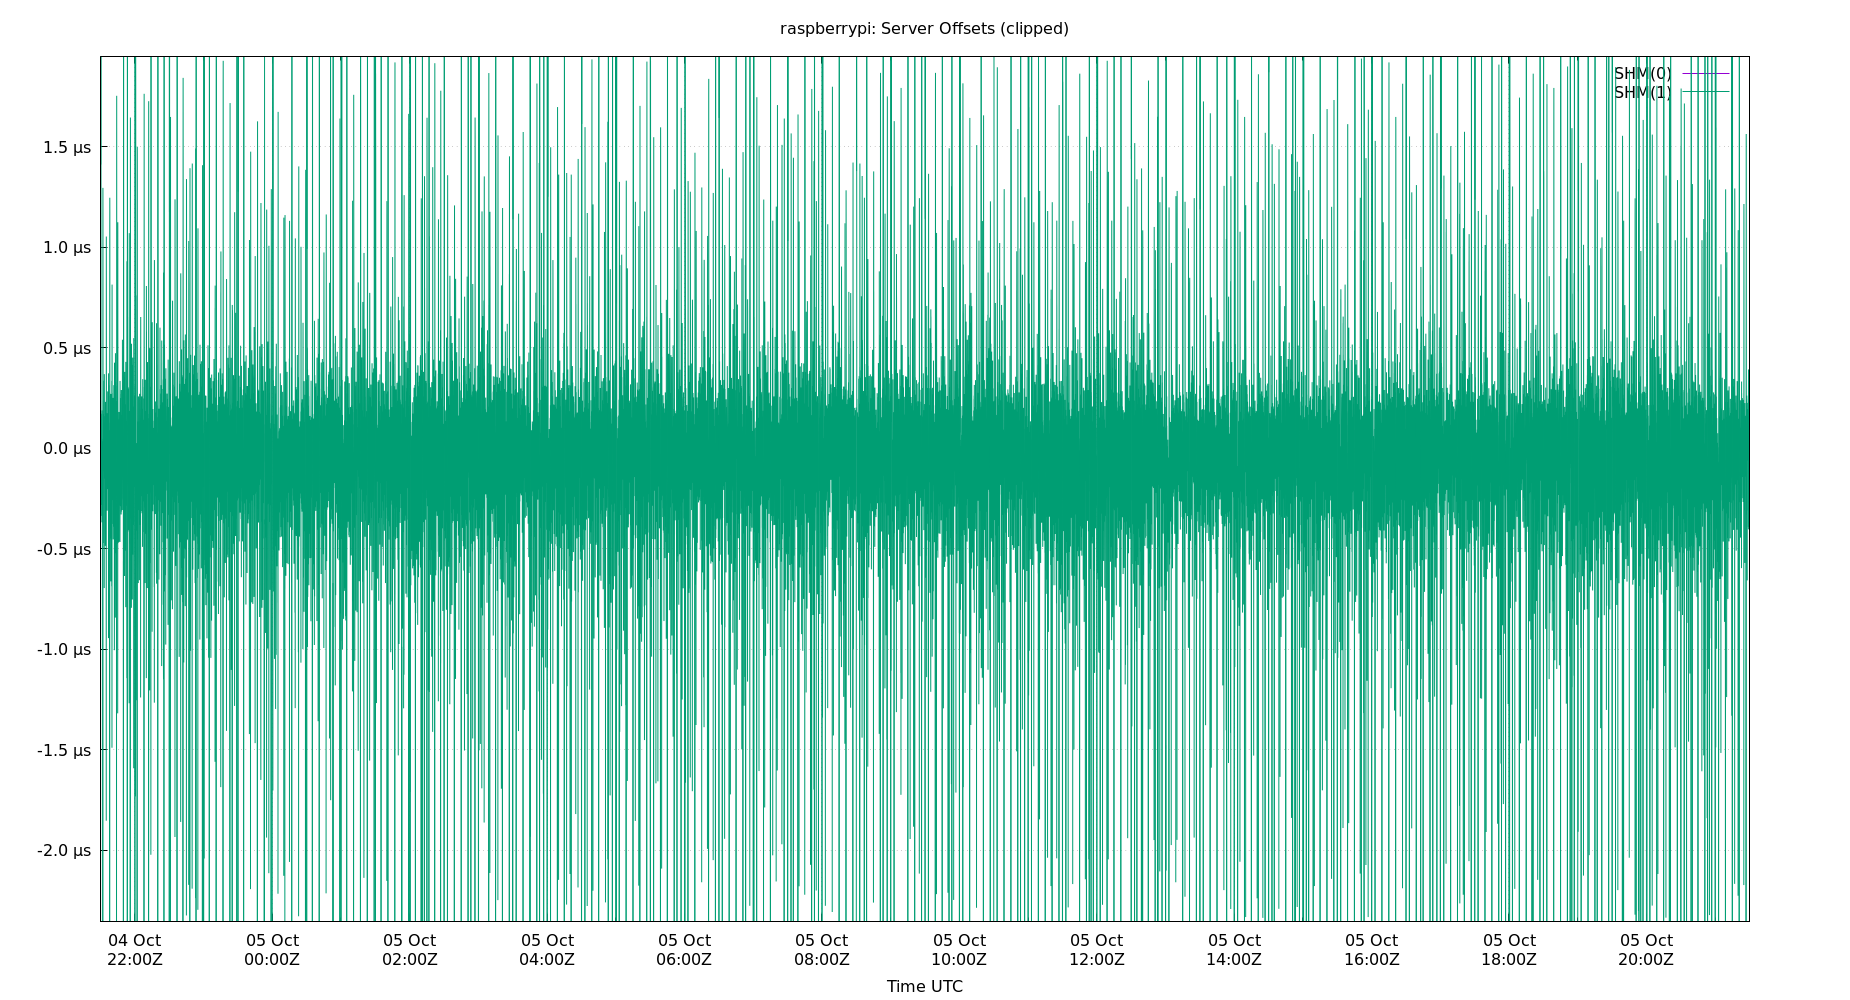 raspberrypi: Server Offsets (clipped)
SHM(0)
SHM(1)
1.5 µs
1.0 µs
0.5 µs
0.0 µs
-0.5 µs
-1.0 µs
-1.5 µs
-2.0 µs
04 Oct 05 Oct 05 Oct 05 Oct 05 Oct 05 Oct 05 Oct 05 Oct 05 Oct 05 Oct 05 Oct 05 Oct
22:00Z 00:00Z 02:00Z 04:00Z 06:00Z 08:00Z 10:00Z 12:00Z 14:00Z 16:00Z 18:00Z 20:00Z
Time UTC